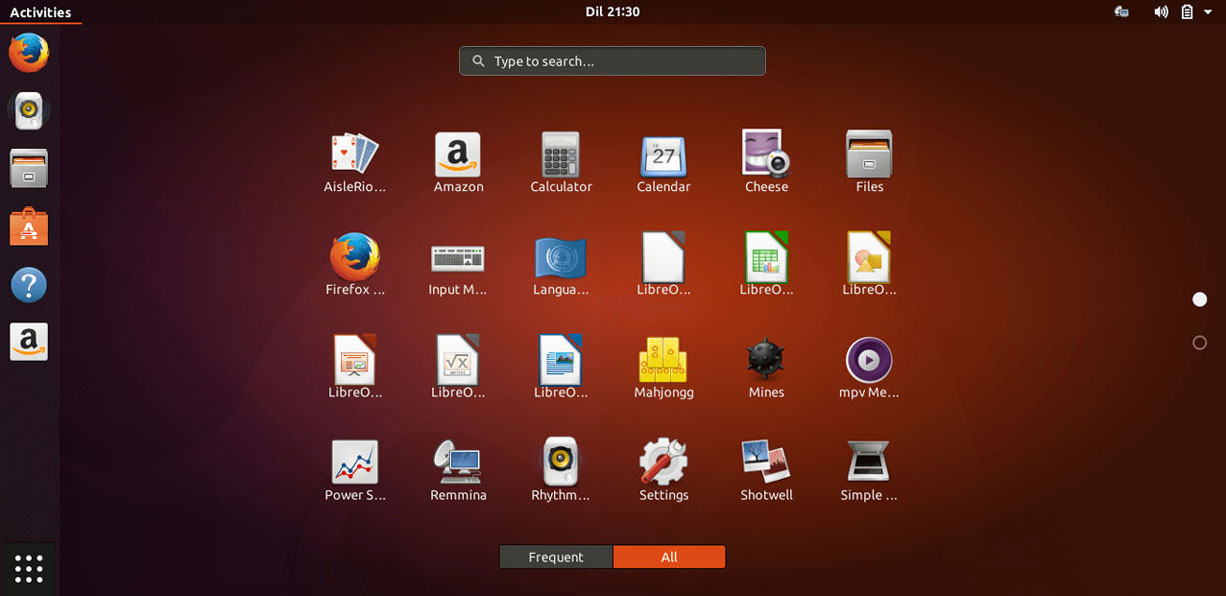 Activities
Dil 21:30
Type to search...
AisleRio...
Amazon
Calculator
27
Calendar
Cheese
Files
Firefox ...
Input M...
Langua...
LibreO...
LibreO...
LibreO...
LibreO...
LibreO...
LibreO...
Mahjongg
Mines
mpv Me...
Power S...
Remmina
Rhythm...
Settings
Shotwell
Simple ...
Frequent
All